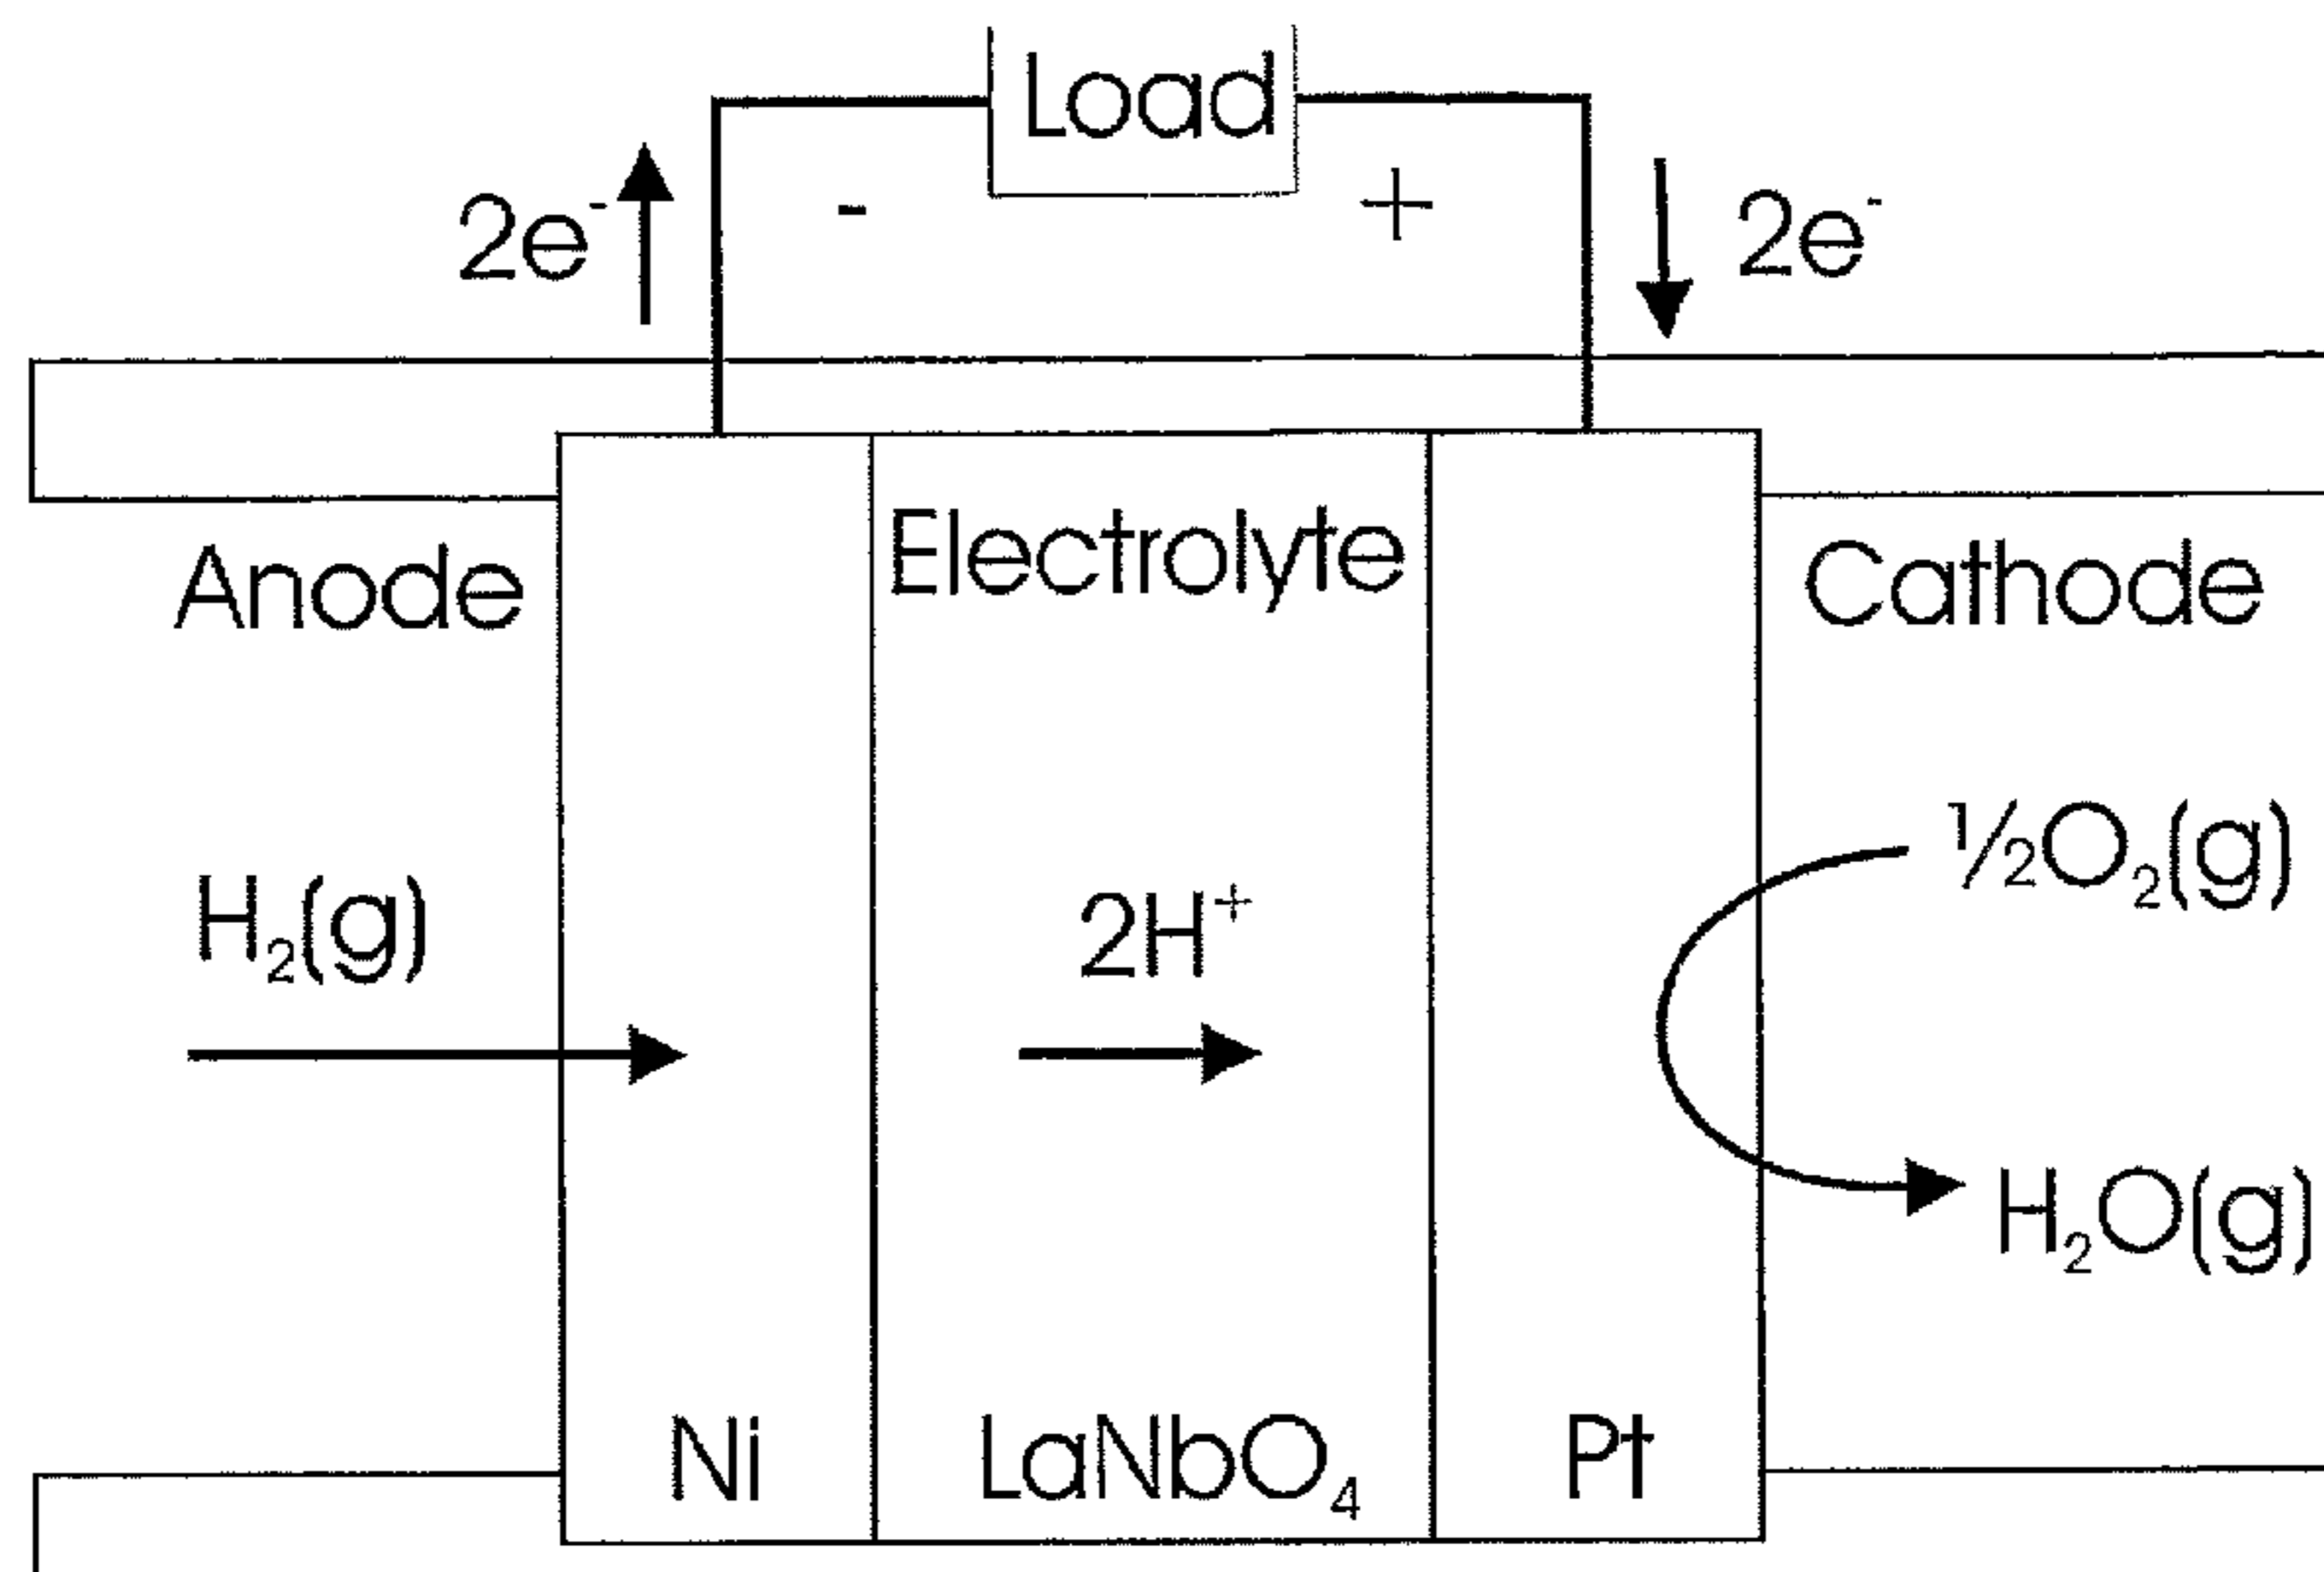 Load
2e⁻
-
+
2e⁻
Anode
Electrolyte
Cathode
½O₂(g)
H₂(g)
2H⁺
H₂O(g)
Ni
LaNbO₄
Pt